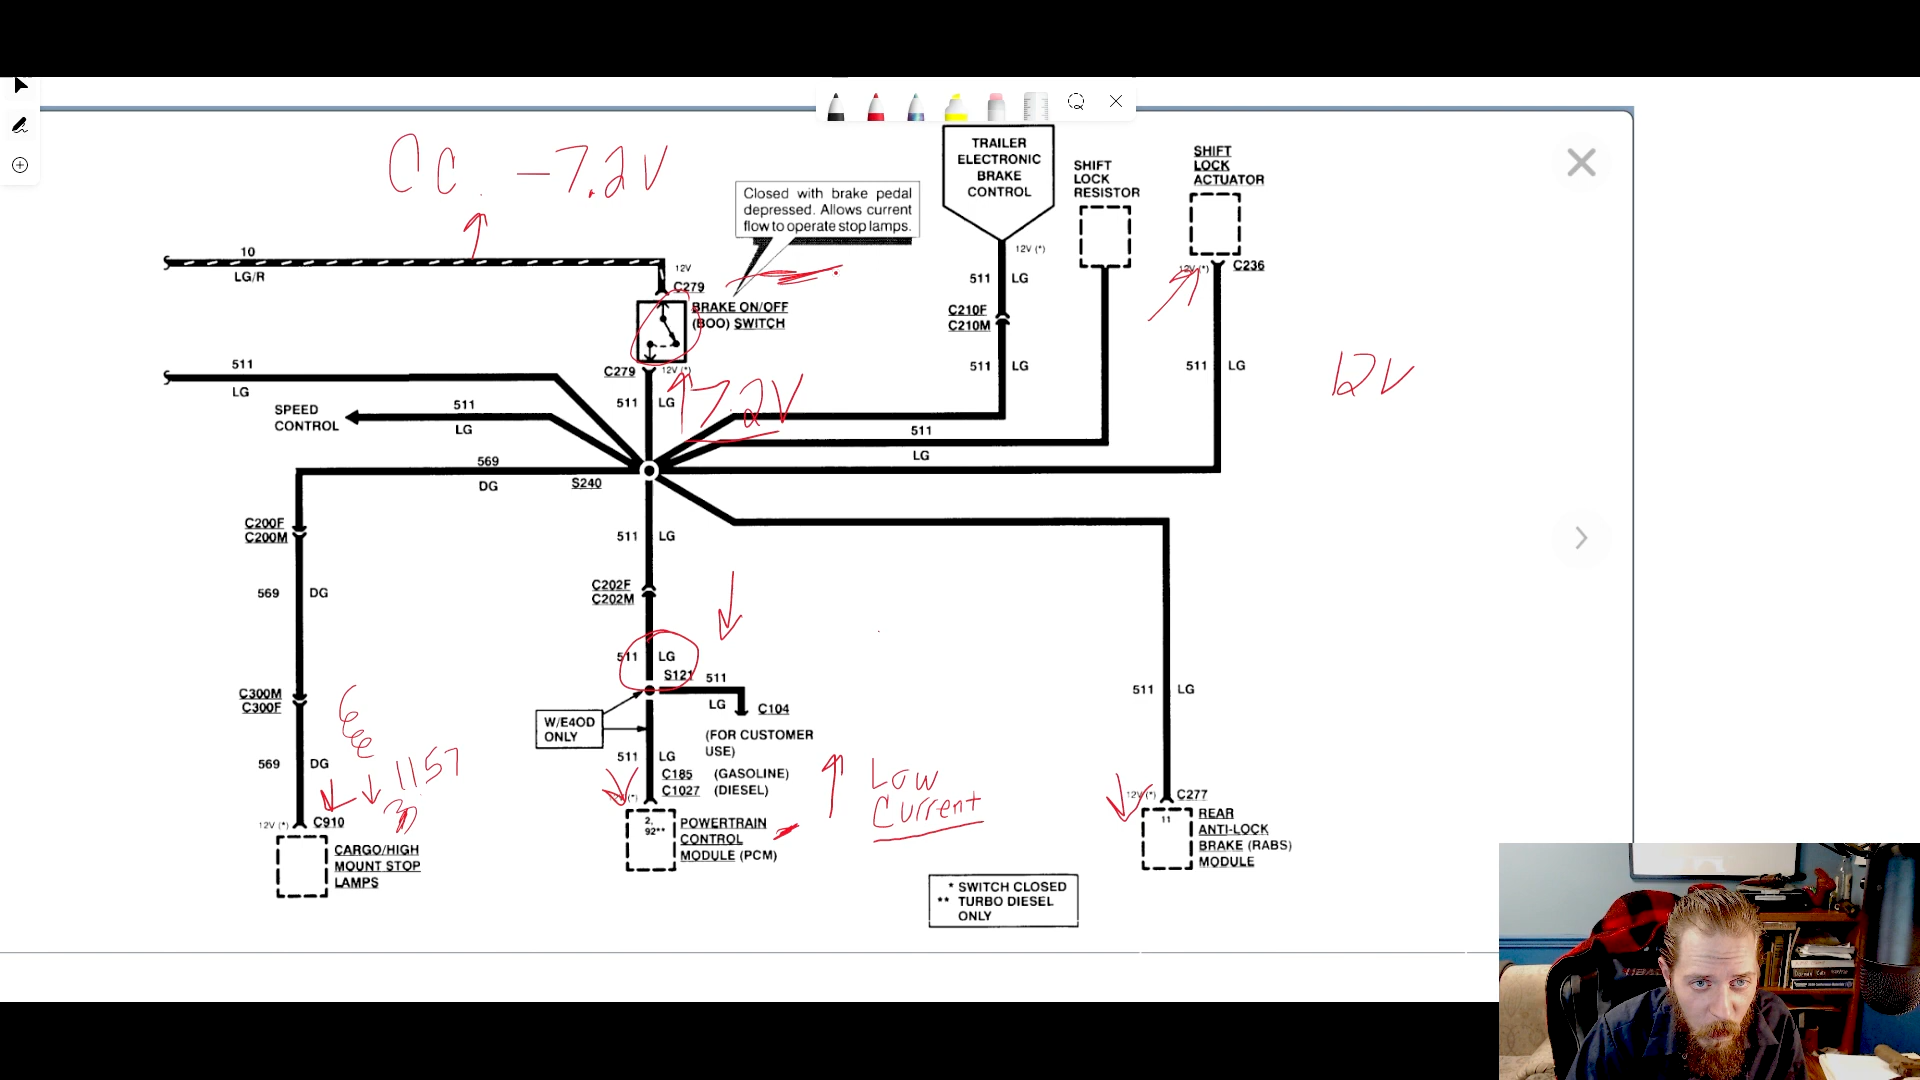 CC. - 7.2V
Closed with brake pedal
depressed. Allows current
flow to operate stop lamps.
TRAILER
ELECTRONIC
BRAKE
CONTROL
SHIFT
LOCK
RESISTOR
SHIFT
LOCK
ACTUATOR
10
LG/R
12V
C279
BRAKE ON/OFF
(BOO) SWITCH
12V (*)
511 LG
C210F
C210M
511 LG
12V (*)
C236
511 LG
12V
C279
12V (*)
511 LG
7.2V
511
LG
SPEED
CONTROL
511
LG
511
LG
569
DG
S240
C200F
C200M
511 LG
569 DG
C202F
C202M
511 LG
S121
511
LG
C104
W/E4OD
ONLY
(FOR CUSTOMER
USE)
511 LG
C300M
C300F
569 DG
1157
C185 (GASOLINE)
C1027 (DIESEL)
Low
Current
511 LG
12V (*)
C910
CARGO/HIGH
MOUNT STOP
LAMPS
(*)
2,
92**
POWERTRAIN
CONTROL
MODULE (PCM)
12V (*)
C277
11
REAR
ANTI-LOCK
BRAKE (RABS)
MODULE
* SWITCH CLOSED
** TURBO DIESEL
ONLY